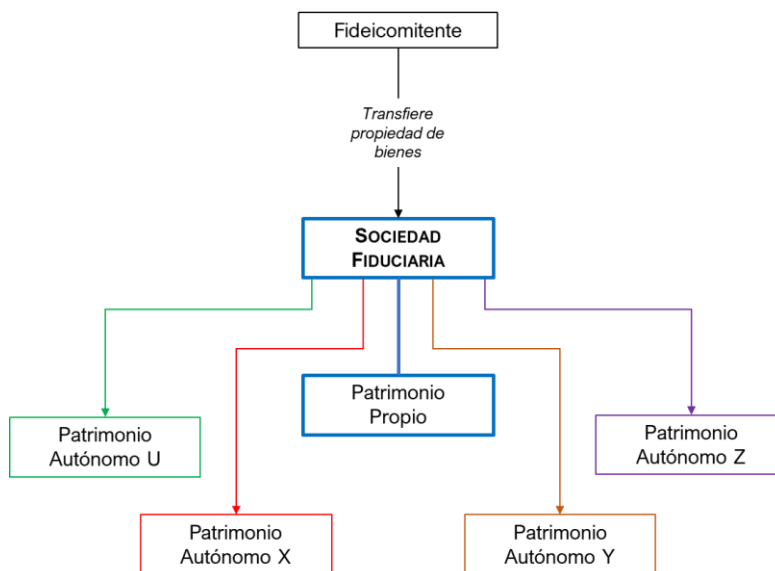 Fideicomitente
Transfiere
propiedad de
bienes
SOCIEDAD
FIDUCIARIA
Patrimonio
Propio
Patrimonio
Autónomo U
Patrimonio
Autónomo Z
Patrimonio
Autónomo X
Patrimonio
Autónomo Y